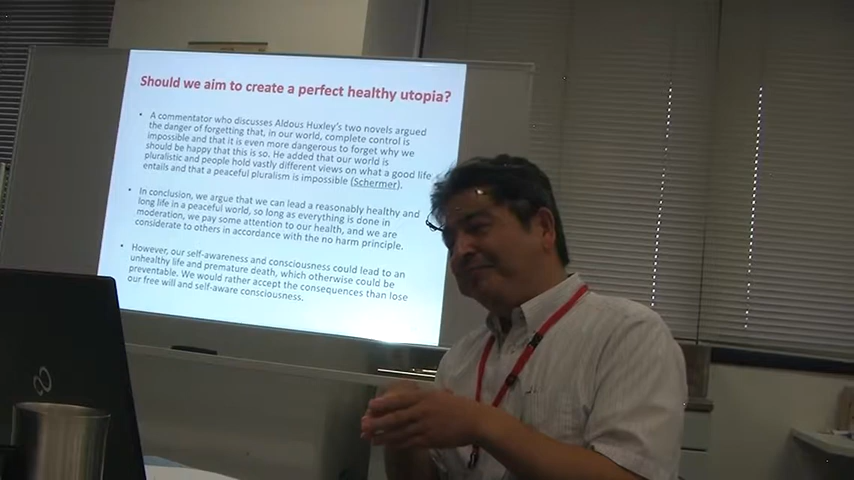 Should we aim to create a perfect healthy utopia?
• A commentator who discusses Aldous Huxley's two novels argued
the danger of forgetting that, in our world, complete control is
impossible and that it is even more dangerous to forget why we
should be happy that this is so. He added that our world is
pluralistic and people hold vastly different views on what a good life
entails and that a peaceful pluralism is impossible (Schermer).
• In conclusion, we argue that we can lead a reasonably healthy and
long life in a peaceful world, so long as everything is done in
moderation, we pay some attention to our health, and we are
considerate to others in accordance with the no harm principle.
• However, our self-awareness and consciousness could lead to an
unhealthy life and premature death, which otherwise could be
preventable. We would rather accept the consequences than lose
our free will and self-aware consciousness.